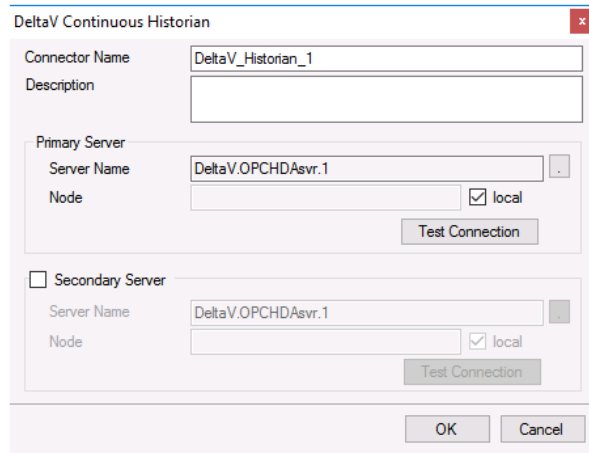 DeltaV Continuous Historian
x
Connector Name DeltaV_Historian_1
Description
Primary Server
Server Name DeltaV.OPCHDAsvr.1 .
Node local
Test Connection
Secondary Server
Server Name DeltaV.OPCHDAsvr.1 .
Node local
Test Connection
OK Cancel